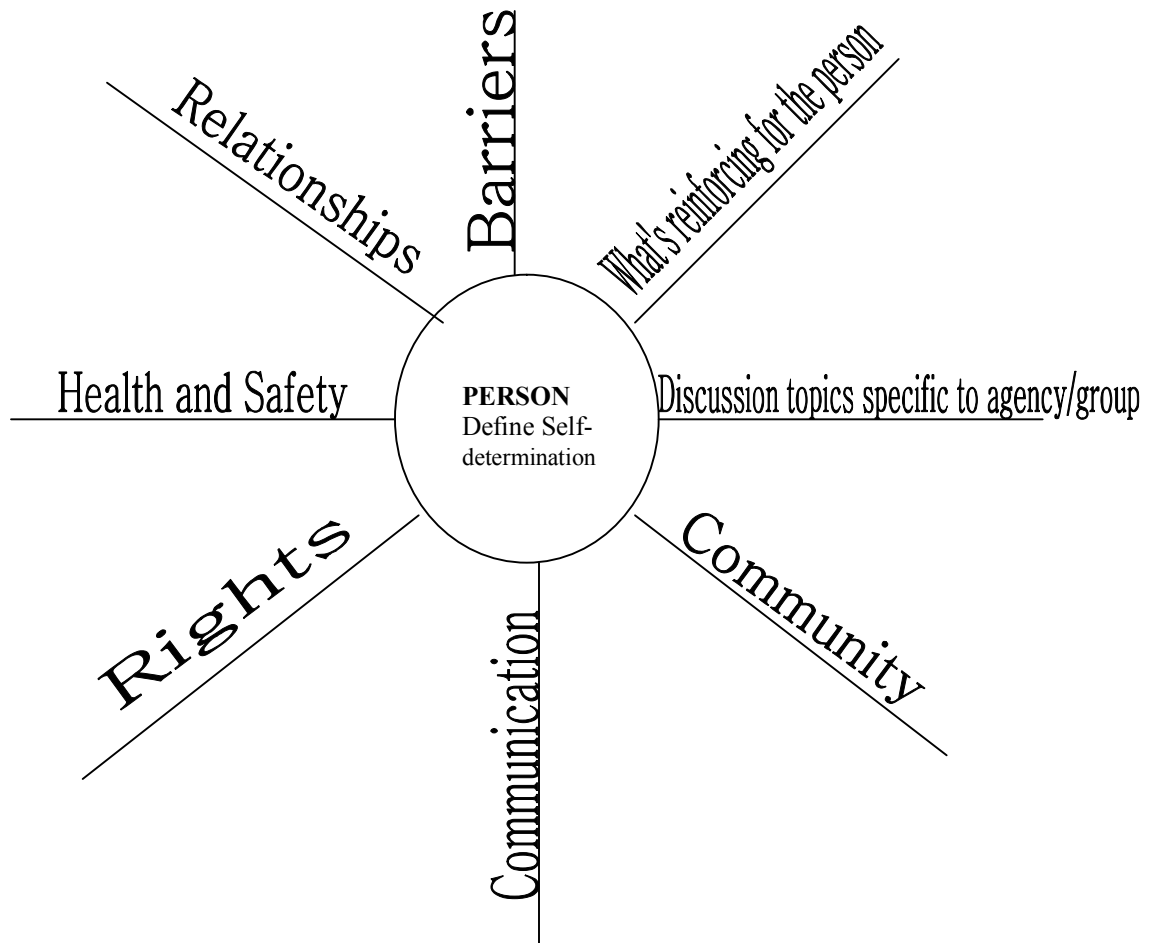 Barriers
What's reinforcing for the person
Relationships
Health and Safety
PERSON
Define Self-
determination
Discussion topics specific to agency/group
Rights
Community
Communication